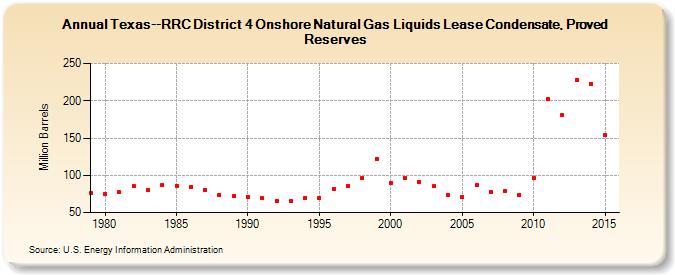 Annual Texas--RRC District 4 Onshore Natural Gas Liquids Lease Condensate, Proved
Reserves
Million Barrels
250
200
150
100
50
1980 1985 1990 1995 2000 2005 2010 2015
Source: U.S. Energy Information Administration